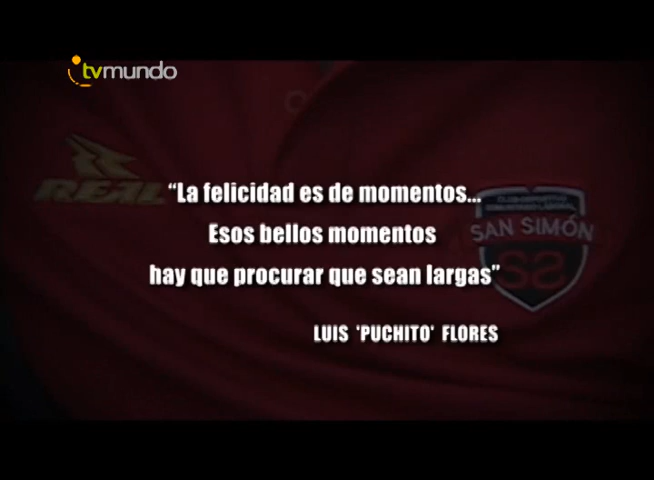 tvmundo
REAL
“La felicidad es de momentos...
Esos bellos momentos
hay que procurar que sean largas”
LUIS 'PUCHITO' FLORES
SAN SIMÓN
SS